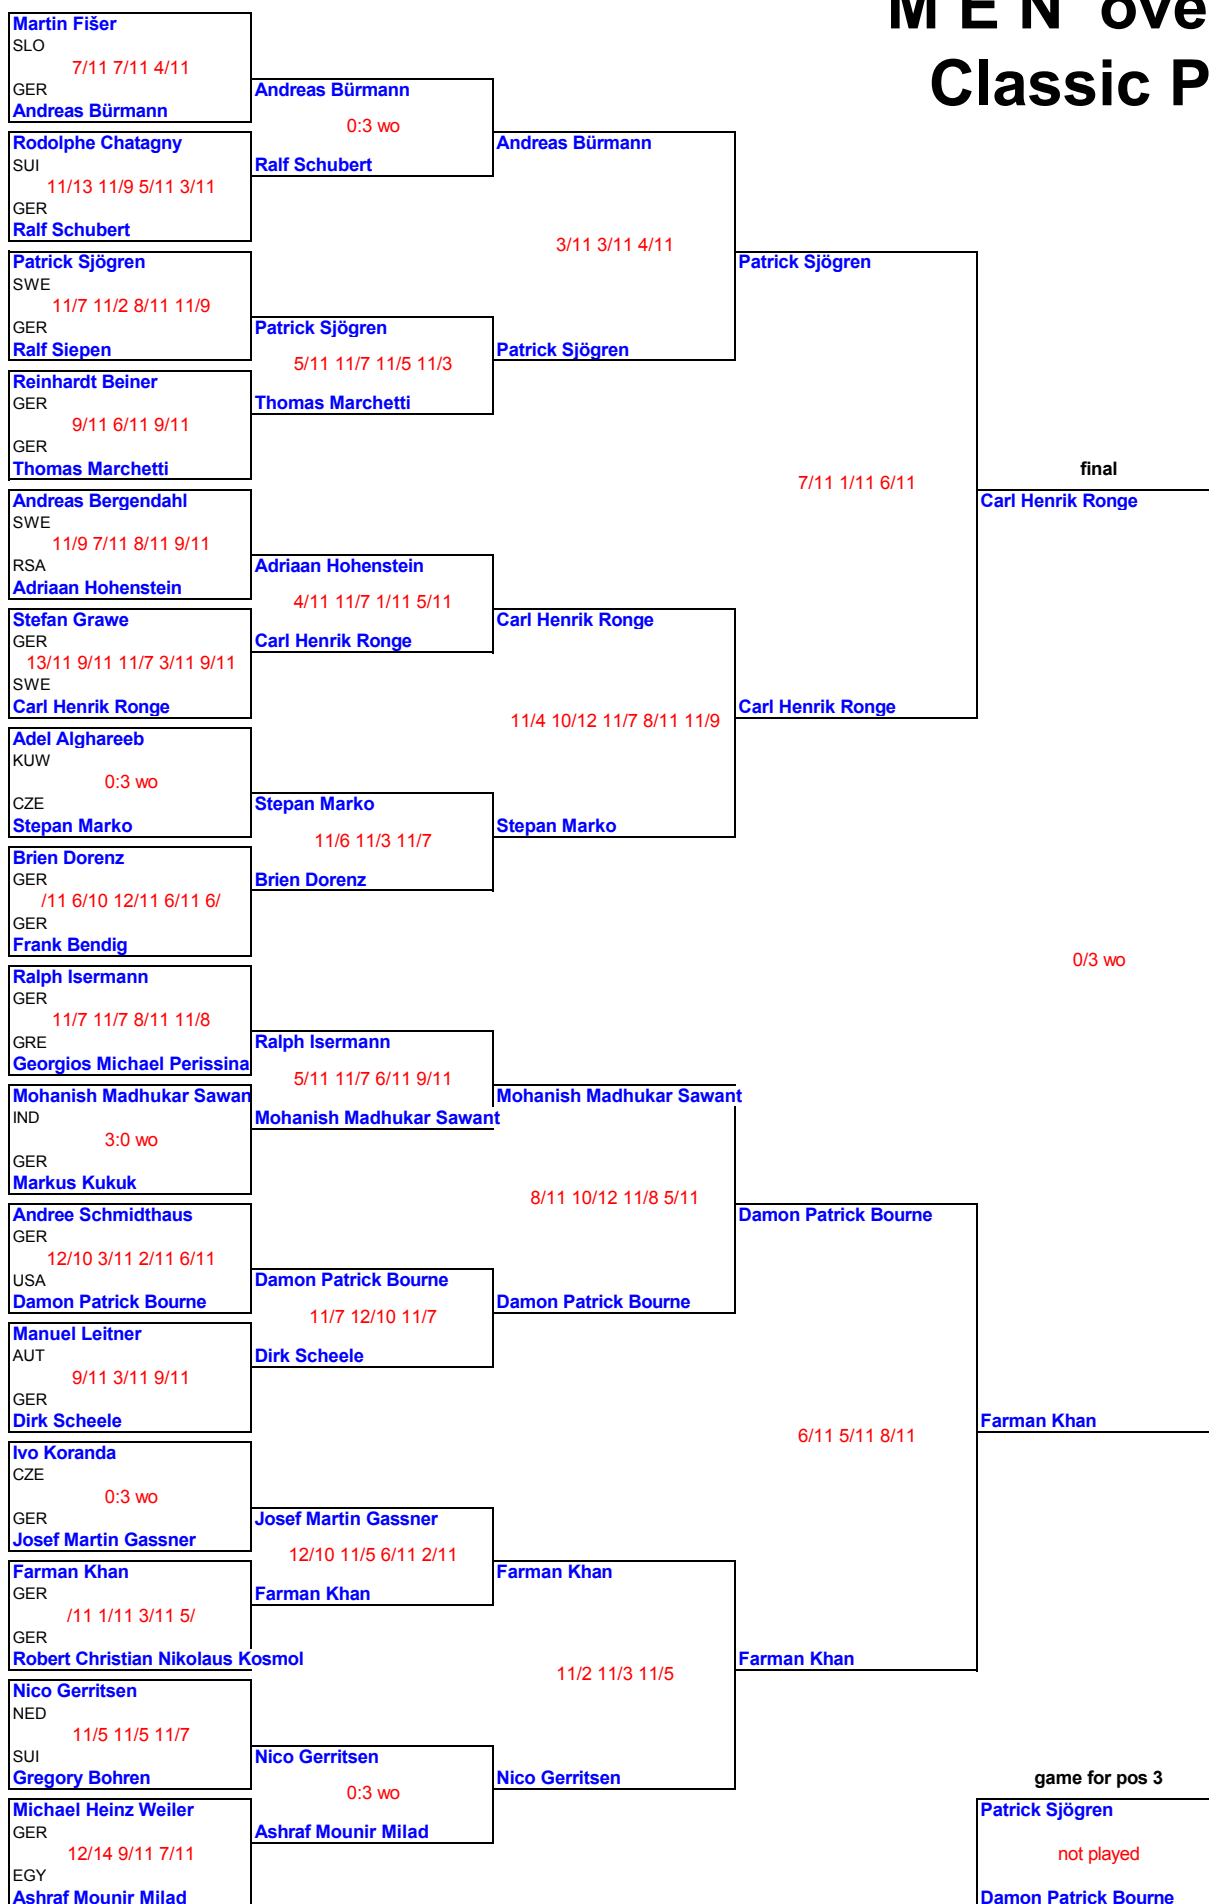 M E N ove
Classic P
Martin Fišer
SLO
7/11 7/11 4/11
GER
Andreas Bürmann
Rodolphe Chatagny
SUI
11/13 11/9 5/11 3/11
GER
Ralf Schubert
Patrick Sjögren
SWE
11/7 11/2 8/11 11/9
GER
Ralf Siepen
Reinhardt Beiner
GER
9/11 6/11 9/11
GER
Thomas Marchetti
Andreas Bergendahl
SWE
11/9 7/11 8/11 9/11
RSA
Adriaan Hohenstein
Stefan Grawe
GER
13/11 9/11 11/7 3/11 9/11
SWE
Carl Henrik Ronge
Adel Alghareeb
KUW
0:3 wo
CZE
Stepan Marko
Brien Dorenz
GER
/11 6/10 12/11 6/11 6/
GER
Frank Bendig
Ralph Isermann
GER
11/7 11/7 8/11 11/8
GRE
Georgios Michael Perissina
Mohanish Madhukar Sawan
IND
3:0 wo
GER
Markus Kukuk
Andree Schmidthaus
GER
12/10 3/11 2/11 6/11
USA
Damon Patrick Bourne
Manuel Leitner
AUT
9/11 3/11 9/11
GER
Dirk Scheele
Ivo Koranda
CZE
0:3 wo
GER
Josef Martin Gassner
Farman Khan
GER
/11 1/11 3/11 5/
GER
Robert Christian Nikolaus Kosmol
Nico Gerritsen
NED
11/5 11/5 11/7
SUI
Gregory Bohren
Michael Heinz Weiler
GER
12/14 9/11 7/11
EGY
Ashraf Mounir Milad
Andreas Bürmann
0:3 wo
Ralf Schubert
Patrick Sjögren
5/11 11/7 11/5 11/3
Thomas Marchetti
Adriaan Hohenstein
4/11 11/7 1/11 5/11
Carl Henrik Ronge
Stepan Marko
11/6 11/3 11/7
Brien Dorenz
Ralph Isermann
5/11 11/7 6/11 9/11
Mohanish Madhukar Sawant
Damon Patrick Bourne
11/7 12/10 11/7
Dirk Scheele
Josef Martin Gassner
12/10 11/5 6/11 2/11
Farman Khan
Nico Gerritsen
0:3 wo
Ashraf Mounir Milad
Andreas Bürmann
3/11 3/11 4/11
Patrick Sjögren
Carl Henrik Ronge
11/4 10/12 11/7 8/11 11/9
Stepan Marko
Mohanish Madhukar Sawant
8/11 10/12 11/8 5/11
Damon Patrick Bourne
Farman Khan
11/2 11/3 11/5
Nico Gerritsen
Patrick Sjögren
7/11 1/11 6/11
Carl Henrik Ronge
Damon Patrick Bourne
6/11 5/11 8/11
Farman Khan
final
Carl Henrik Ronge
0/3 wo
Farman Khan
game for pos 3
Patrick Sjögren
not played
Damon Patrick Bourne